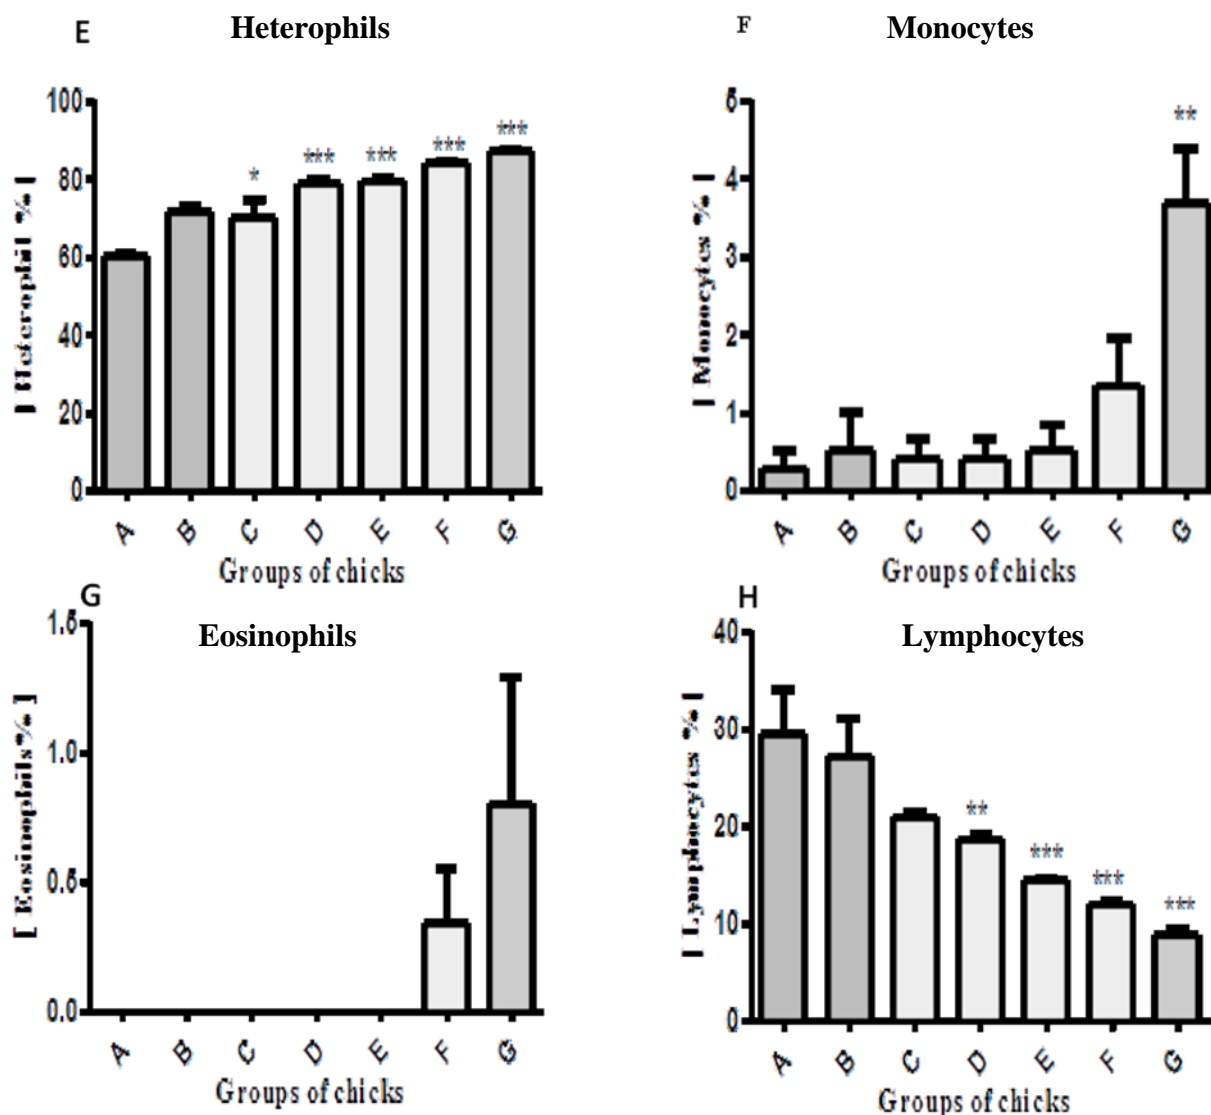 E
Heterophils
[ Heterophil % ]
100
80
60
40
20
0
*
***
***
***
***
A B C D E F G
Groups of chicks
F
Monocytes
[ Monocytes % ]
5
4
3
2
1
0
**
A B C D E F G
Groups of chicks
G
Eosinophils
[ Eosinophils% ]
1.5
1.0
0.5
0.0
A B C D E F G
Groups of chicks
H
Lymphocytes
[ Lymphocytes % ]
40
30
20
10
0
**
***
***
***
A B C D E F G
Groups of chicks